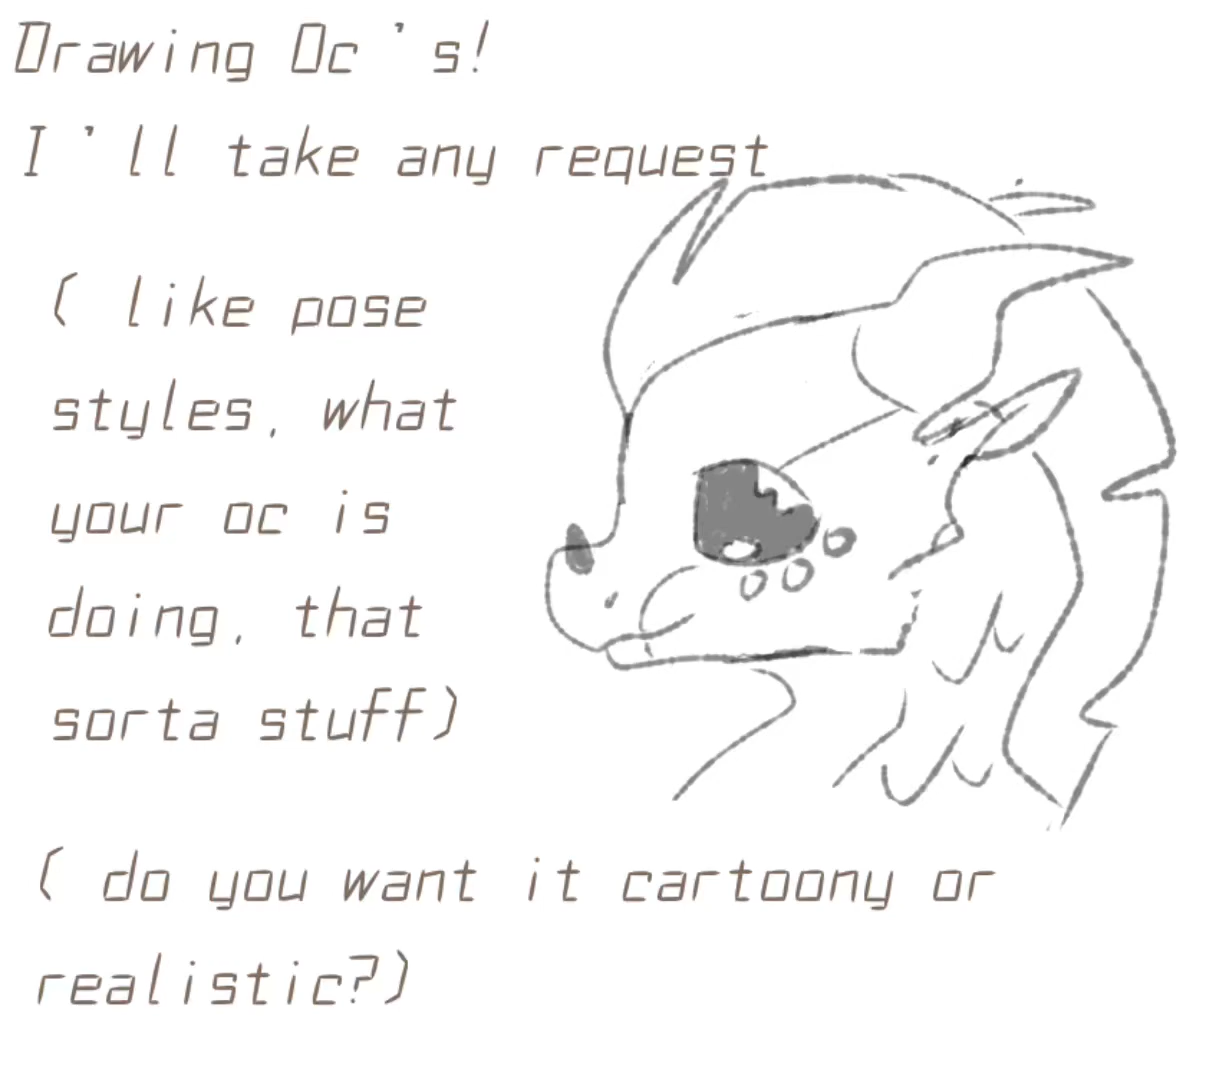 Drawing Oc's!
I'll take any request
( like pose
styles, what
your oc is
doing, that
sorta stuff)
( do you want it cartoony or
realistic?)